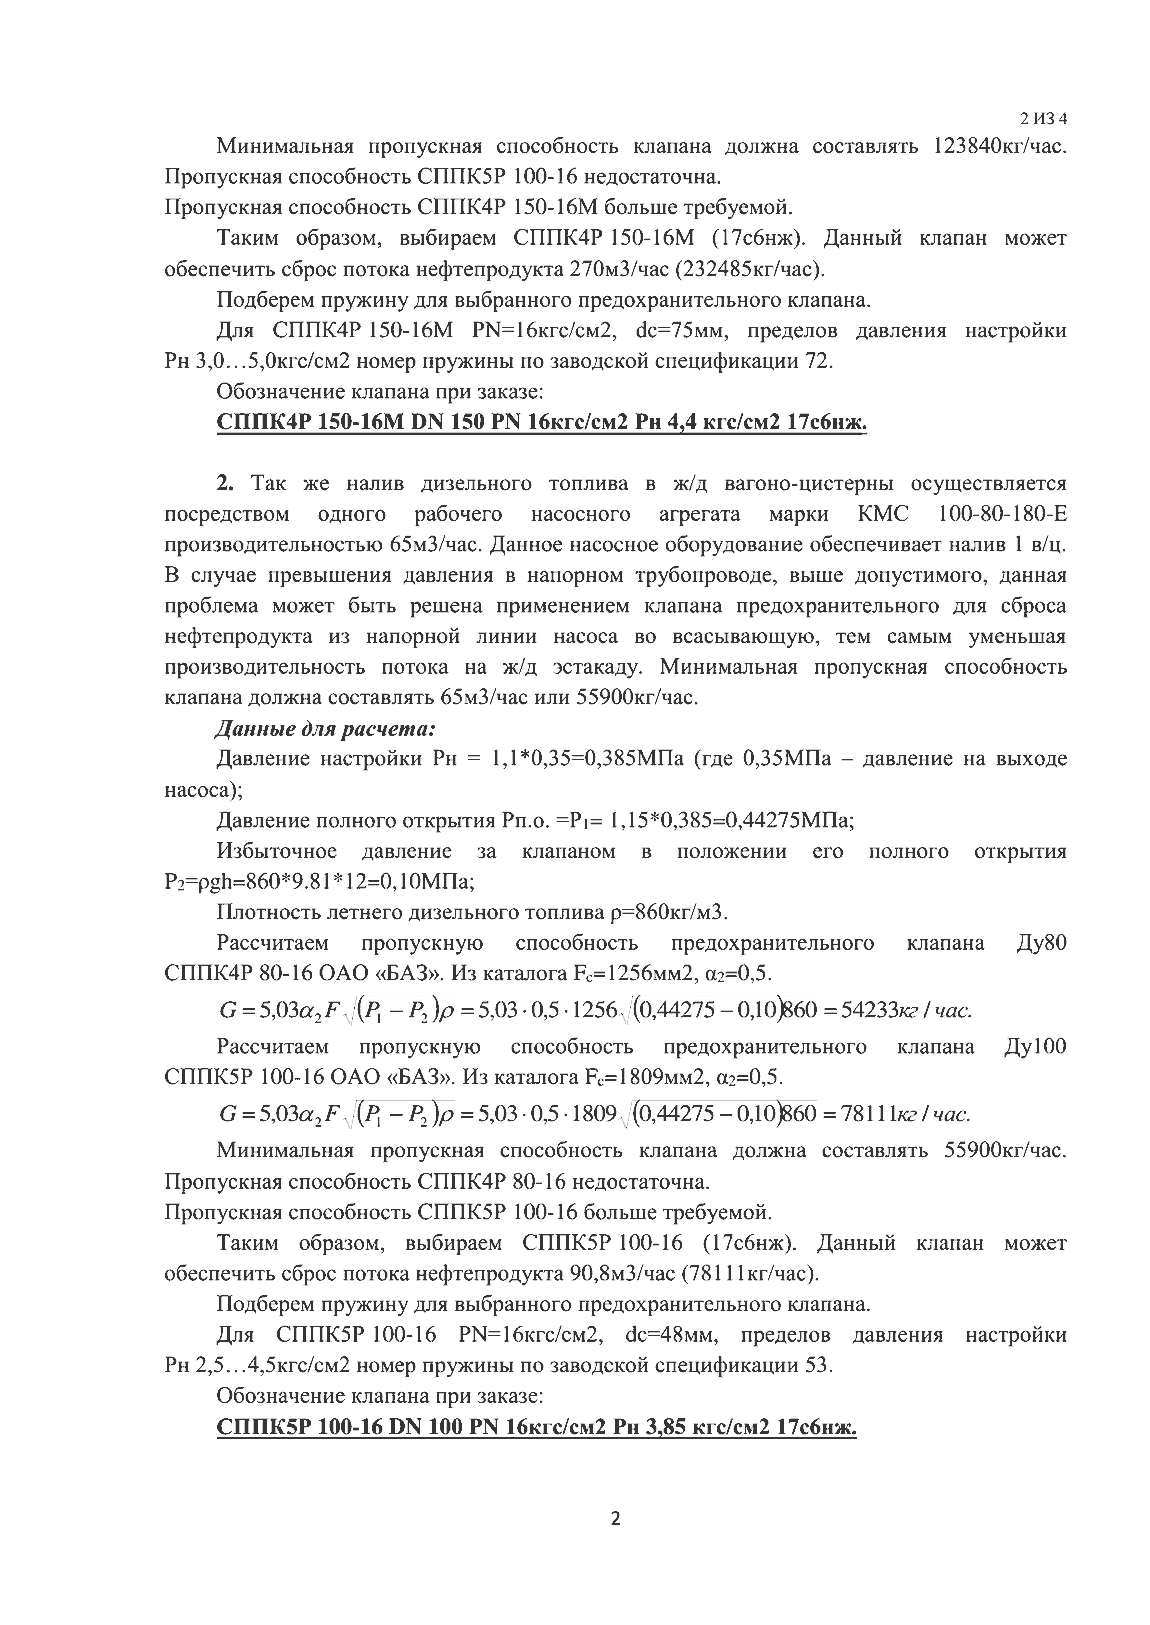 2 ИЗ 4
Минимальная пропускная способность клапана должна составлять 123840кг/час.
Пропускная способность СППК5Р 100-16 недостаточна.
Пропускная способность СППК4Р 150-16М больше требуемой.
Таким образом, выбираем СППК4Р 150-16М (17с6нж). Данный клапан может
обеспечить сброс потока нефтепродукта 270м3/час (232485кг/час).
Подберем пружину для выбранного предохранительного клапана.
Для СППК4Р 150-16М PN=16кгс/см2, dc=75мм, пределов давления настройки
Рн 3,0…5,0кгс/см2 номер пружины по заводской спецификации 72.
Обозначение клапана при заказе:
СППК4Р 150-16М DN 150 PN 16кгс/см2 Рн 4,4 кгс/см2 17с6нж.
2. Так же налив дизельного топлива в ж/д вагоно-цистерны осуществляется
посредством одного рабочего насосного агрегата марки КМС 100-80-180-Е
производительностью 65м3/час. Данное насосное оборудование обеспечивает налив 1 в/ц.
В случае превышения давления в напорном трубопроводе, выше допустимого, данная
проблема может быть решена применением клапана предохранительного для сброса
нефтепродукта из напорной линии насоса во всасывающую, тем самым уменьшая
производительность потока на ж/д эстакаду. Минимальная пропускная способность
клапана должна составлять 65м3/час или 55900кг/час.
Данные для расчета:
Давление настройки Рн = 1,1*0,35=0,385МПа (где 0,35МПа – давление на выходе
насоса);
Давление полного открытия Рп.о. =Р₁= 1,15*0,385=0,44275МПа;
Избыточное давление за клапаном в положении его полного открытия
Р₂=ρgh=860*9.81*12=0,10МПа;
Плотность летнего дизельного топлива ρ=860кг/м3.
Рассчитаем пропускную способность предохранительного клапана Ду80
СППК4Р 80-16 ОАО «БАЗ». Из каталога Fс=1256мм2, α₂=0,5.
G = 5,03α₂F√(P₁ − P₂)ρ = 5,03 · 0,5 · 1256√(0,44275 − 0,10)860 = 54233кг / час.
Рассчитаем пропускную способность предохранительного клапана Ду100
СППК5Р 100-16 ОАО «БАЗ». Из каталога Fс=1809мм2, α₂=0,5.
G = 5,03α₂F√(P₁ − P₂)ρ = 5,03 · 0,5 · 1809√(0,44275 − 0,10)860 = 78111кг / час.
Минимальная пропускная способность клапана должна составлять 55900кг/час.
Пропускная способность СППК4Р 80-16 недостаточна.
Пропускная способность СППК5Р 100-16 больше требуемой.
Таким образом, выбираем СППК5Р 100-16 (17с6нж). Данный клапан может
обеспечить сброс потока нефтепродукта 90,8м3/час (78111кг/час).
Подберем пружину для выбранного предохранительного клапана.
Для СППК5Р 100-16 PN=16кгс/см2, dc=48мм, пределов давления настройки
Рн 2,5…4,5кгс/см2 номер пружины по заводской спецификации 53.
Обозначение клапана при заказе:
СППК5Р 100-16 DN 100 PN 16кгс/см2 Рн 3,85 кгс/см2 17с6нж.
2